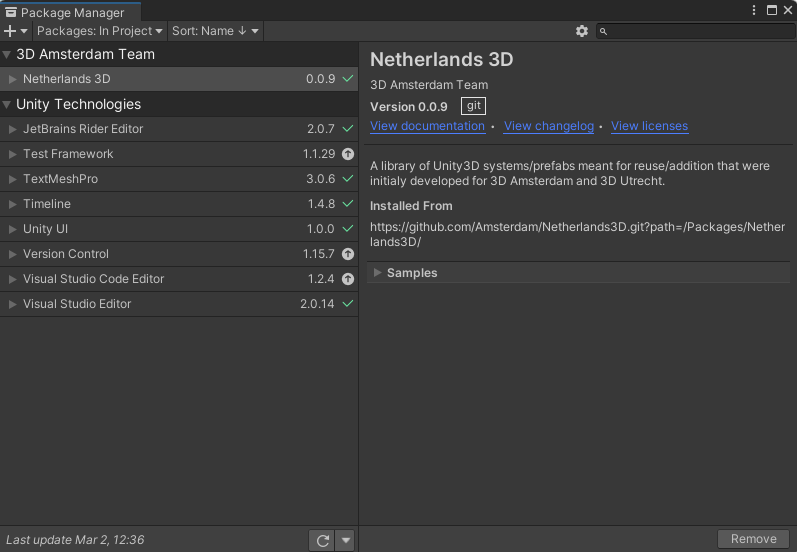 Package Manager
Packages: In Project
Sort: Name ↓
3D Amsterdam Team
Netherlands 3D 0.0.9
Unity Technologies
JetBrains Rider Editor 2.0.7
Test Framework 1.1.29
TextMeshPro 3.0.6
Timeline 1.4.8
Unity UI 1.0.0
Version Control 1.15.7
Visual Studio Code Editor 1.2.4
Visual Studio Editor 2.0.14
Last update Mar 2, 12:36
Netherlands 3D
3D Amsterdam Team
Version 0.0.9 git
View documentation • View changelog • View licenses
A library of Unity3D systems/prefabs meant for reuse/addition that were
initialy developed for 3D Amsterdam and 3D Utrecht.
Installed From
https://github.com/Amsterdam/Netherlands3D.git?path=/Packages/Nether
lands3D/
Samples
Remove